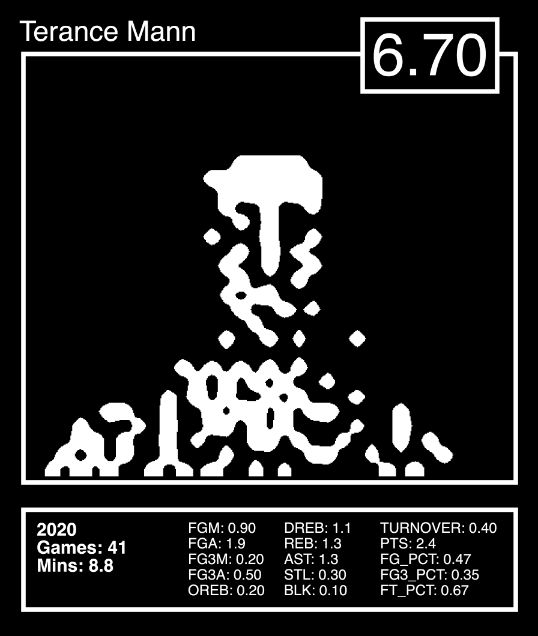 Terance Mann
6.70
2020
Games: 41
Mins: 8.8
FGM: 0.90
FGA: 1.9
FG3M: 0.20
FG3A: 0.50
OREB: 0.20
DREB: 1.1
REB: 1.3
AST: 1.3
STL: 0.30
BLK: 0.10
TURNOVER: 0.40
PTS: 2.4
FG_PCT: 0.47
FG3_PCT: 0.35
FT_PCT: 0.67